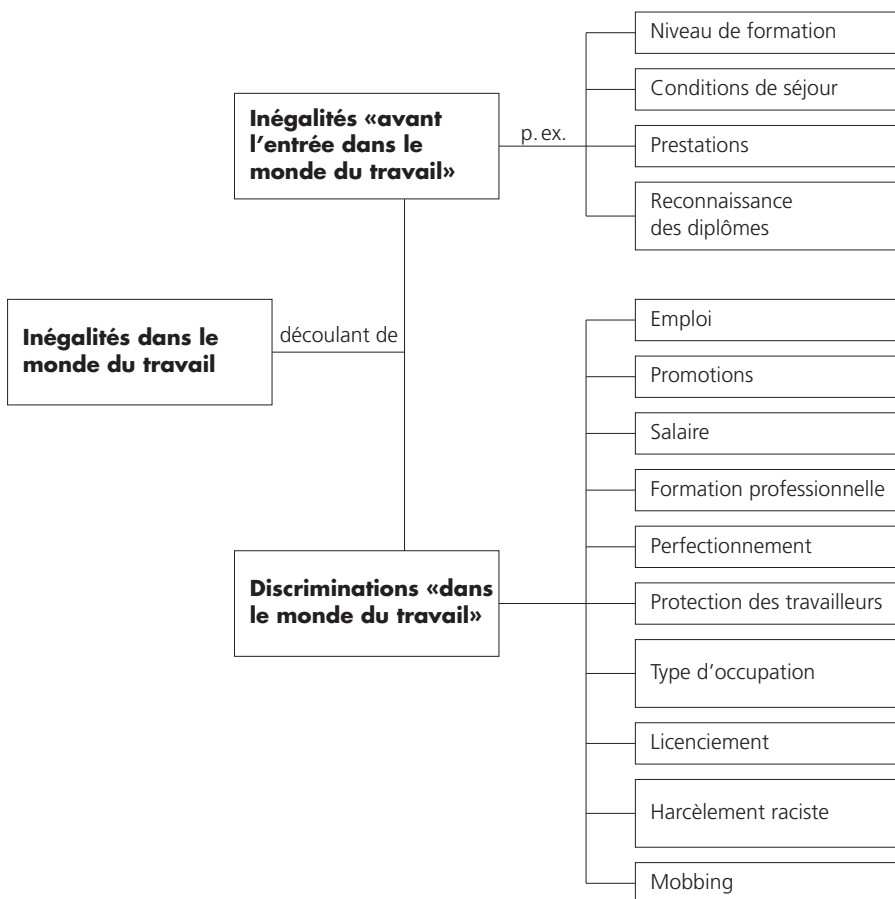 Niveau de formation
Conditions de séjour
Inégalités «avant
l'entrée dans le
monde du travail»
p. ex.
Prestations
Reconnaissance
des diplômes
Inégalités dans le
monde du travail
découlant de
Emploi
Promotions
Salaire
Formation professionnelle
Perfectionnement
Discriminations «dans
le monde du travail»
Protection des travailleurs
Type d'occupation
Licenciement
Harcèlement raciste
Mobbing